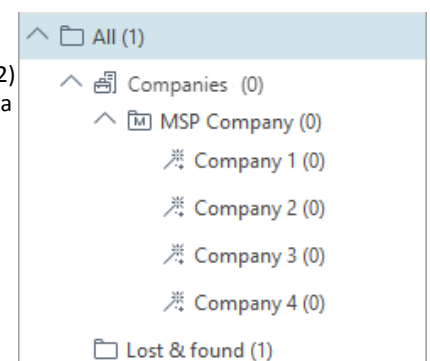 All (1)
2)
Companies (0)
a
M MSP Company (0)
Company 1 (0)
Company 2 (0)
Company 3 (0)
Company 4 (0)
Lost & found (1)